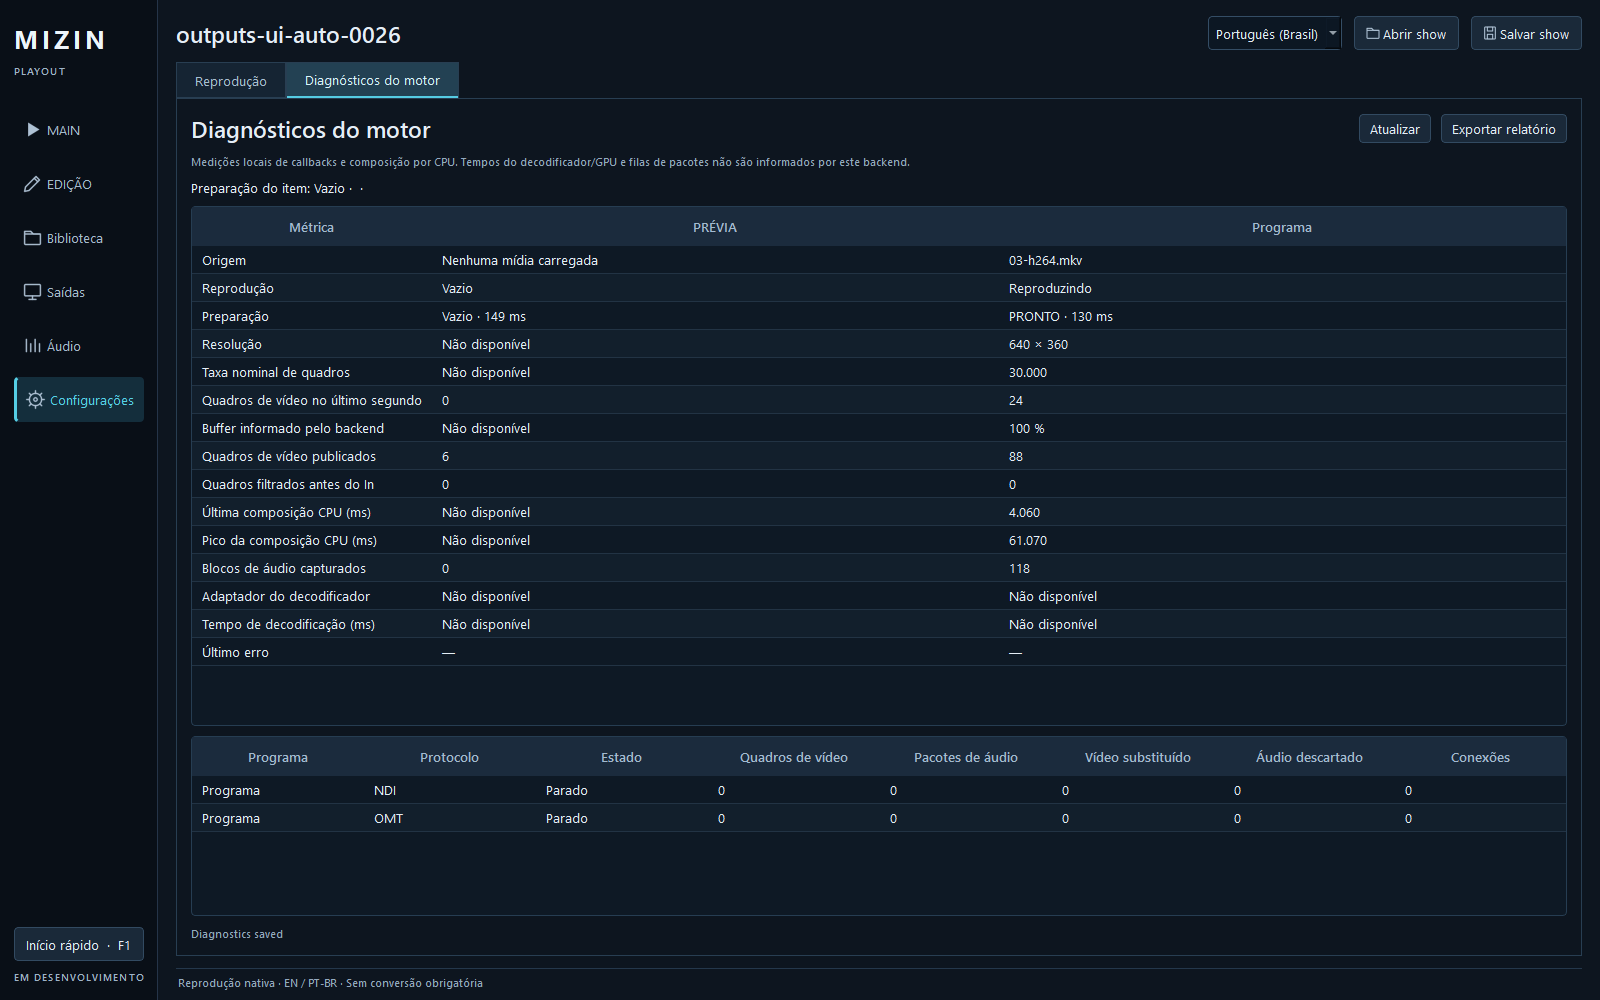 MIZIN
PLAYOUT
MAIN
EDIÇÃO
Biblioteca
Saídas
Áudio
Configurações
Início rápido · F1
EM DESENVOLVIMENTO
outputs-ui-auto-0026
Português (Brasil)
Abrir show
Salvar show
Reprodução
Diagnósticos do motor
Diagnósticos do motor
Atualizar
Exportar relatório
Medições locais de callbacks e composição por CPU. Tempos do decodificador/GPU e filas de pacotes não são informados por este backend.
Preparação do item: Vazio · ·
Métrica PRÉVIA Programa
Origem Nenhuma mídia carregada 03-h264.mkv
Reprodução Vazio Reproduzindo
Preparação Vazio · 149 ms PRONTO · 130 ms
Resolução Não disponível 640 × 360
Taxa nominal de quadros Não disponível 30.000
Quadros de vídeo no último segundo 0 24
Buffer informado pelo backend Não disponível 100 %
Quadros de vídeo publicados 6 88
Quadros filtrados antes do In 0 0
Última composição CPU (ms) Não disponível 4.060
Pico da composição CPU (ms) Não disponível 61.070
Blocos de áudio capturados 0 118
Adaptador do decodificador Não disponível Não disponível
Tempo de decodificação (ms) Não disponível Não disponível
Último erro — —
Programa Protocolo Estado Quadros de vídeo Pacotes de áudio Vídeo substituído Áudio descartado Conexões
Programa NDI Parado 0 0 0 0 0
Programa OMT Parado 0 0 0 0 0
Diagnostics saved
Reprodução nativa · EN / PT-BR · Sem conversão obrigatória